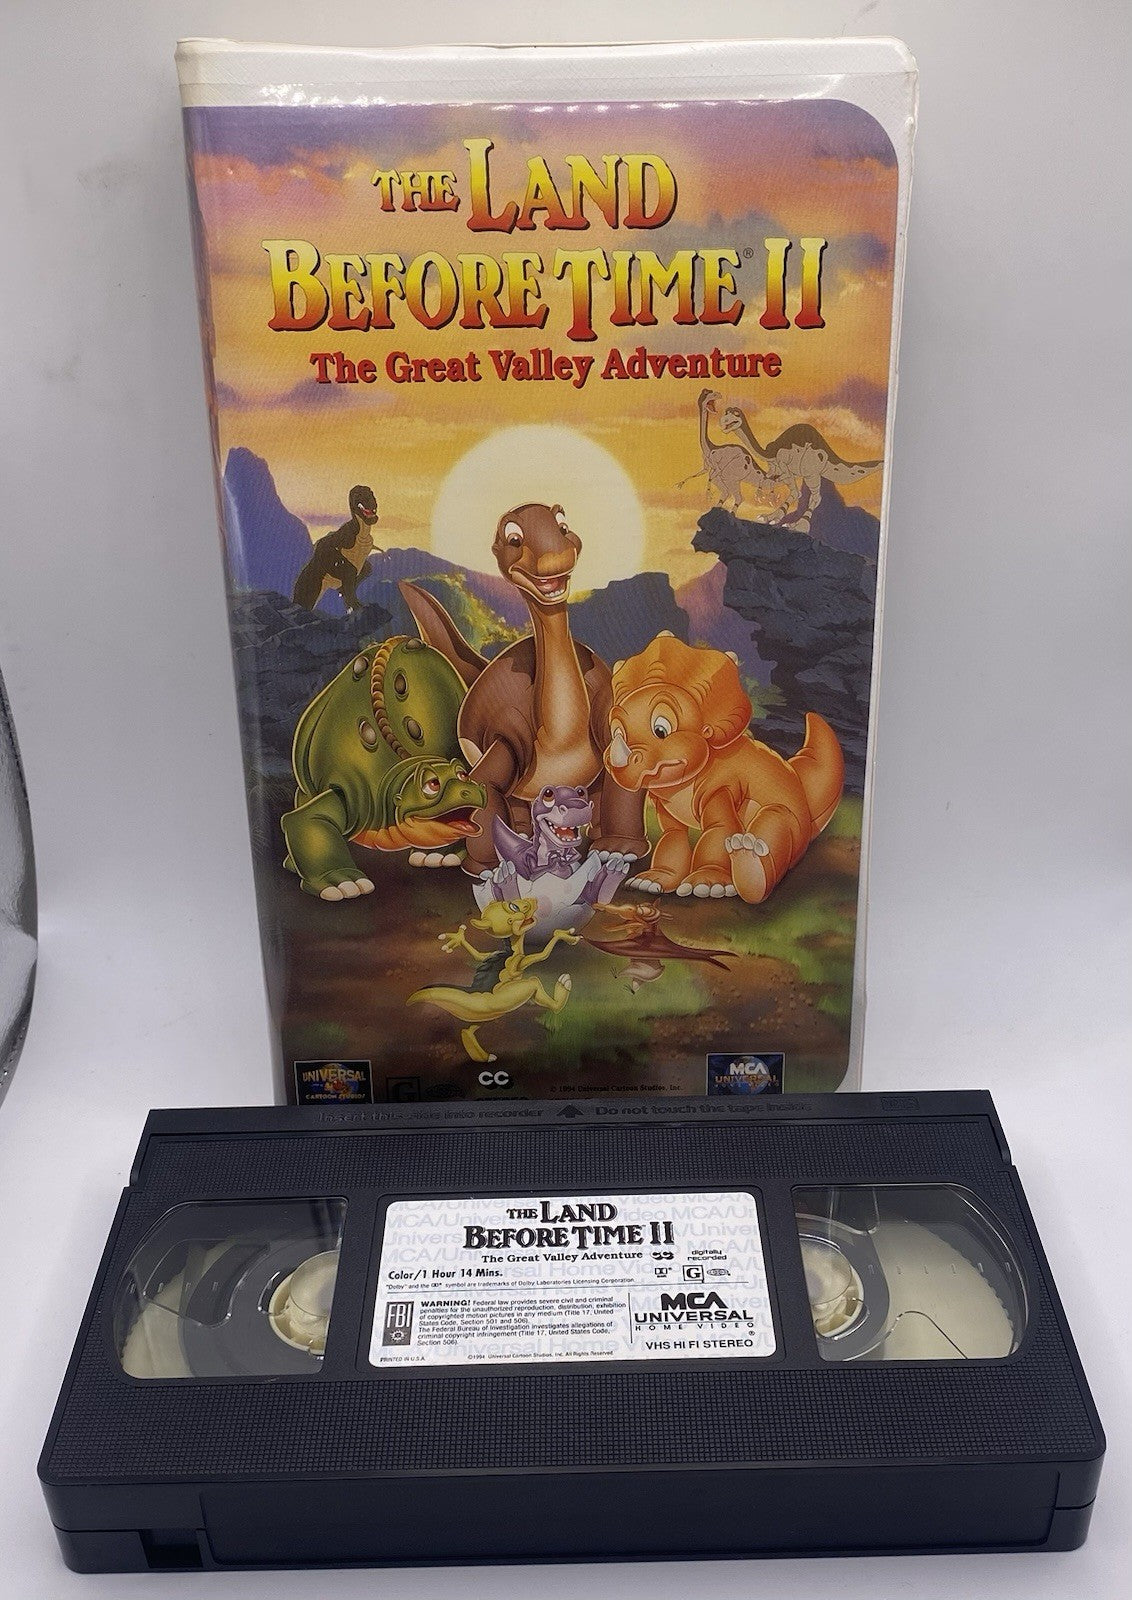 THE LAND
BEFORE TIME® II
The Great Valley Adventure
UNIVERSAL
CARTOON STUDIOS
G
CC
STEREO
© 1994 Universal Cartoon Studios, Inc.
MCA
UNIVERSAL
Insert this side into recorder ▲ Do not touch the tape inside
THE LAND
BEFORE TIME II
The Great Valley Adventure
digitally
recorded
Color/1 Hour 14 Mins.
G
"Dolby" and the DD® symbol are trademarks of Dolby Laboratories Licensing Corporation.
FBI
WARNING! Federal law provides severe civil and criminal
penalties for the unauthorized reproduction, distribution, exhibition
of copyrighted motion pictures in any medium (Title 17, United
States Code, Section 501 and 506).
The Federal Bureau of Investigation investigates allegations of
criminal copyright infringement (Title 17, United States Code,
Section 506).
MCA
UNIVERSAL
HOME VIDEO
VHS HI FI STEREO ®
PRINTED IN U.S.A.
©1994 Universal Cartoon Studios, Inc. All Rights Reserved